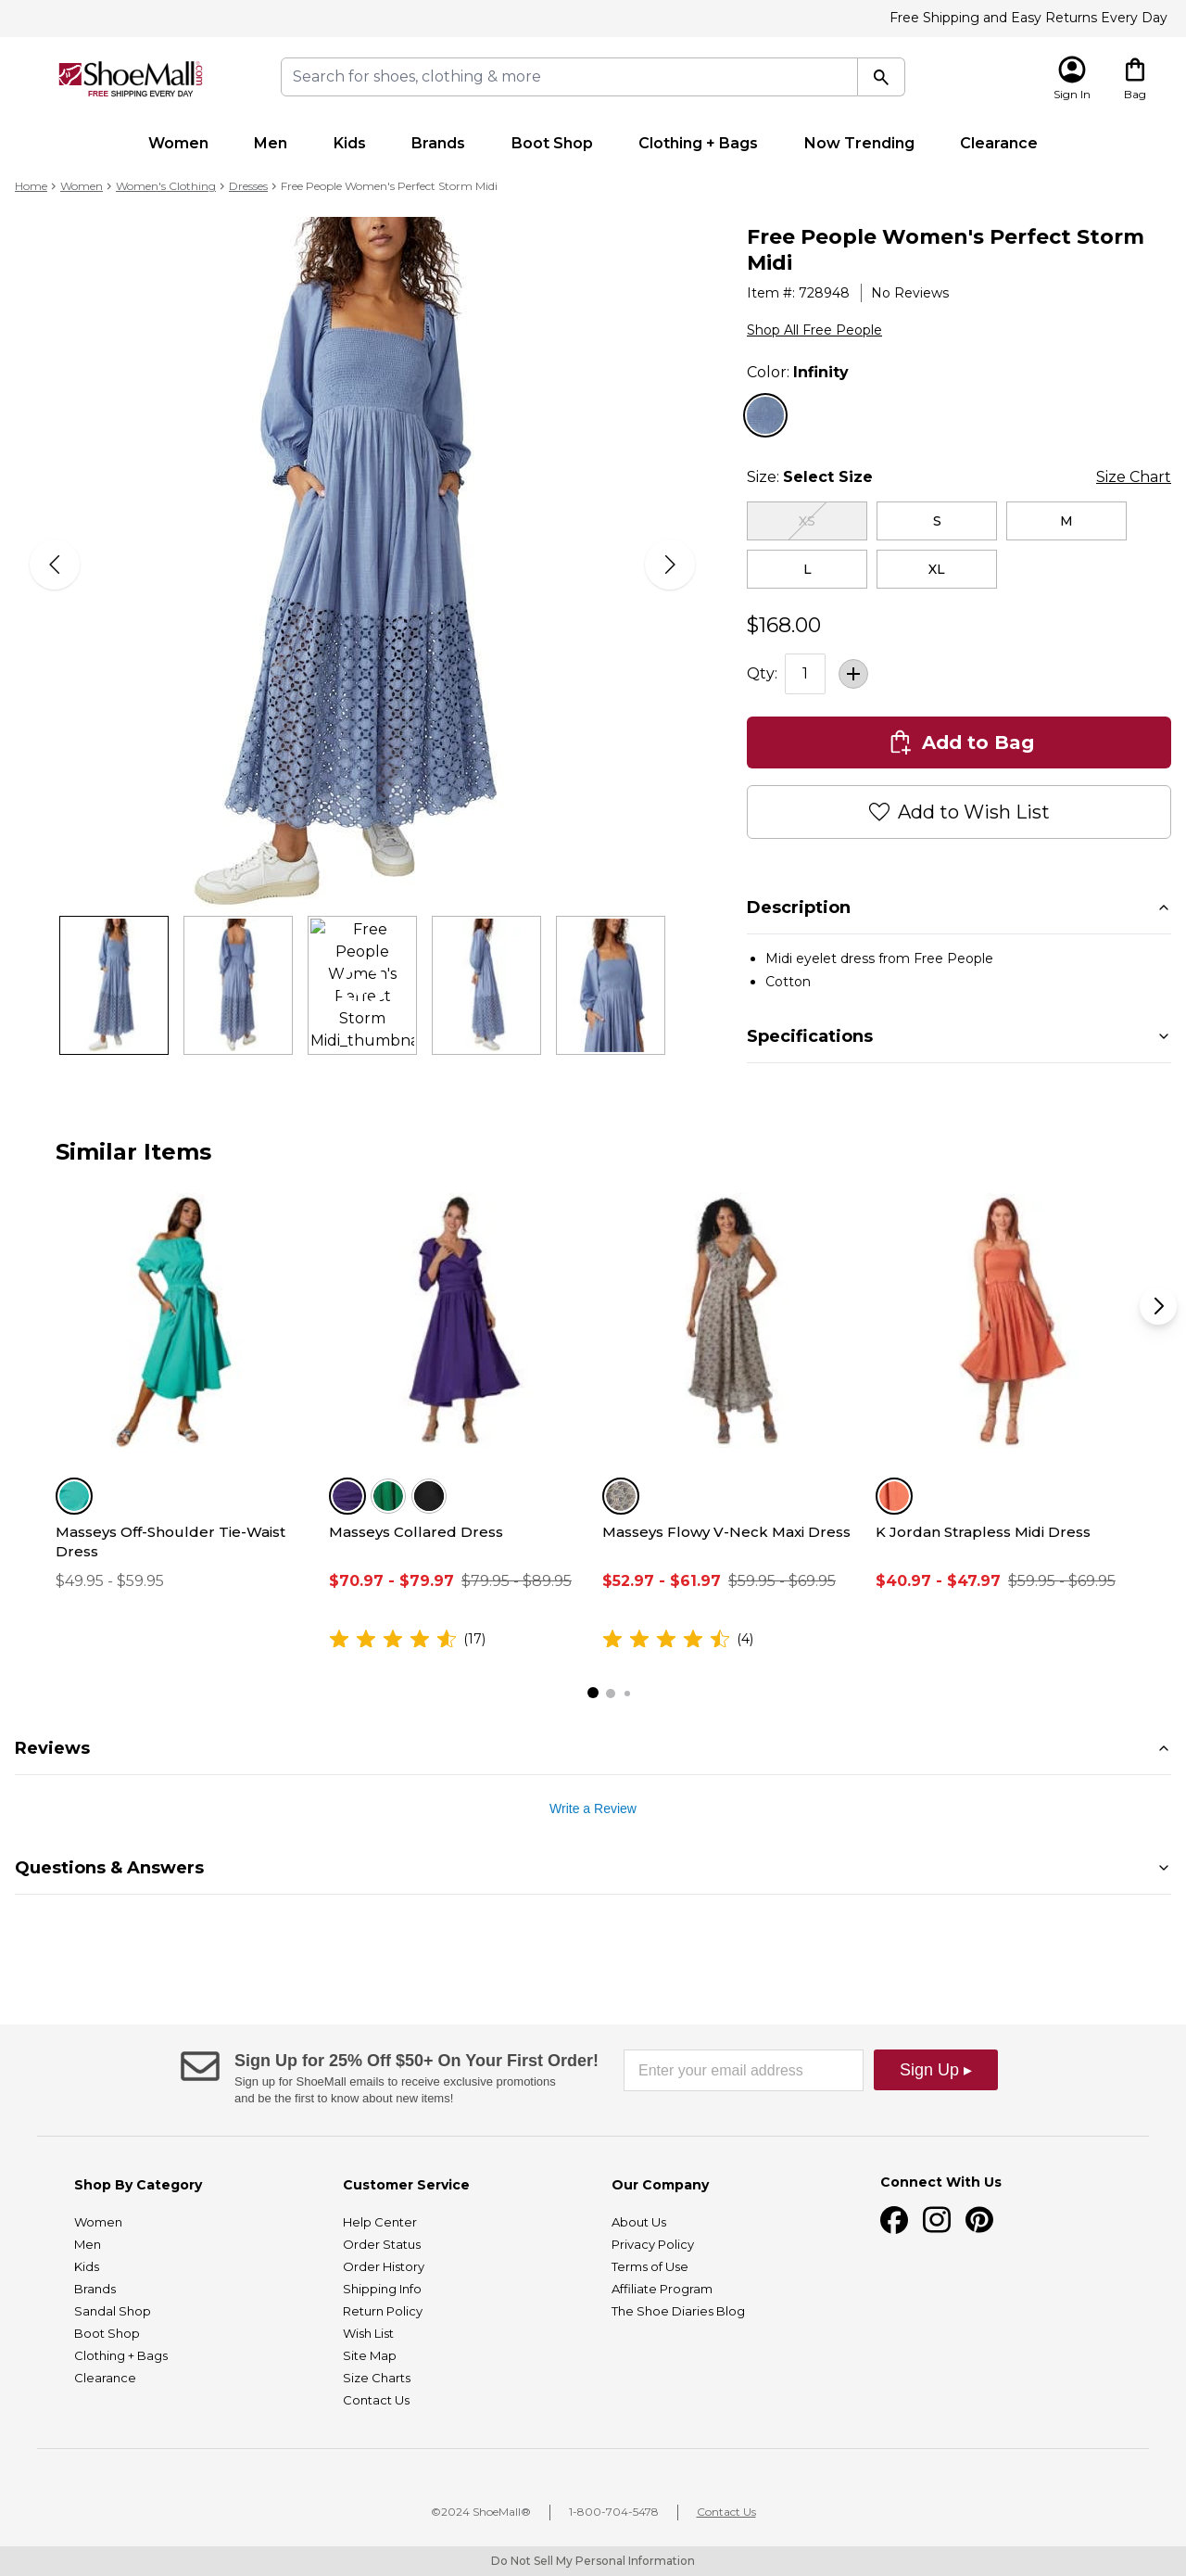 Free Shipping and Easy Returns Every Day
ShoeMall.com
FREE SHIPPING EVERY DAY
Search for shoes, clothing & more
Sign In
Bag
Women Men Kids Brands Boot Shop Clothing + Bags Now Trending Clearance
Home > Women > Women's Clothing > Dresses > Free People Women's Perfect Storm Midi
Free People Women's Perfect Storm
Midi
Item #: 728948 | No Reviews
Shop All Free People
Color: Infinity
Size: Select Size Size Chart
XS S M
L XL
$168.00
Qty: 1
Add to Bag
Add to Wish List
Description
• Midi eyelet dress from Free People
• Cotton
Specifications
Free
People
Women's
Perfect
Storm
Midi_thumbna
Similar Items
Masseys Off-Shoulder Tie-Waist
Dress
$49.95 - $59.95
Masseys Collared Dress
$70.97 - $79.97 $79.95 - $89.95
(17)
Masseys Flowy V-Neck Maxi Dress
$52.97 - $61.97 $59.95 - $69.95
(4)
K Jordan Strapless Midi Dress
$40.97 - $47.97 $59.95 - $69.95
Reviews
Write a Review
Questions & Answers
Sign Up for 25% Off $50+ On Your First Order!
Sign up for ShoeMall emails to receive exclusive promotions
and be the first to know about new items!
Enter your email address
Sign Up ▸
Shop By Category
Women
Men
Kids
Brands
Sandal Shop
Boot Shop
Clothing + Bags
Clearance
Customer Service
Help Center
Order Status
Order History
Shipping Info
Return Policy
Wish List
Site Map
Size Charts
Contact Us
Our Company
About Us
Privacy Policy
Terms of Use
Affiliate Program
The Shoe Diaries Blog
Connect With Us
©2024 ShoeMall® | 1-800-704-5478 | Contact Us
Do Not Sell My Personal Information